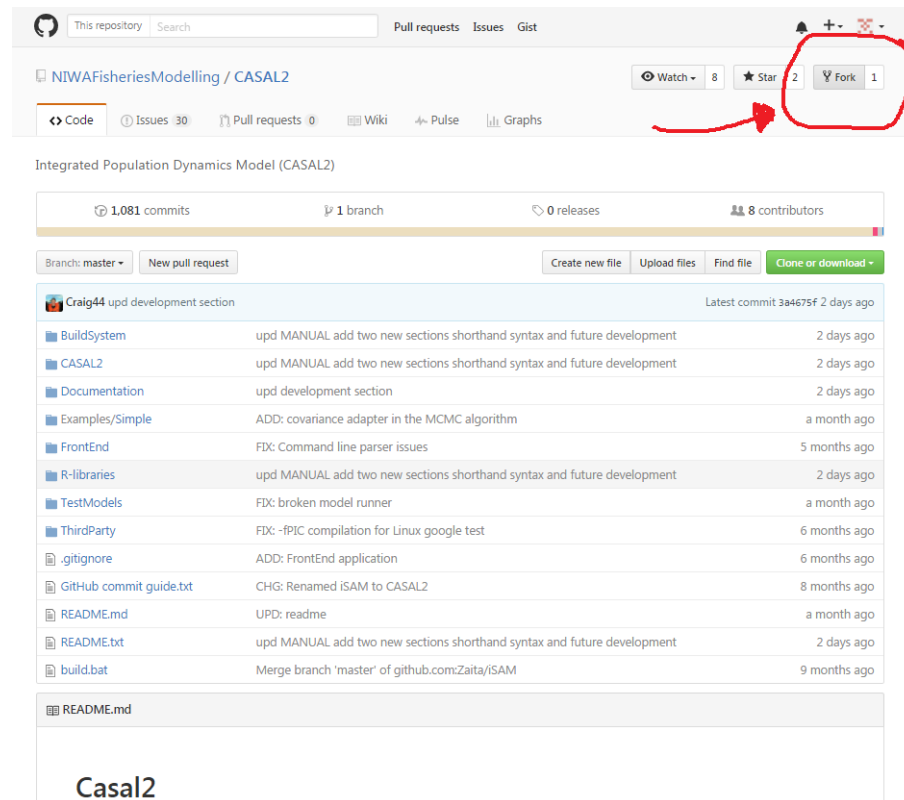 This repository Search Pull requests Issues Gist
NIWAFisheriesModelling / CASAL2 Watch 8 Star 2 Fork 1
Code Issues 30 Pull requests 0 Wiki Pulse Graphs
Integrated Population Dynamics Model (CASAL2)
1,081 commits 1 branch 0 releases 8 contributors
Branch: master New pull request Create new file Upload files Find file Clone or download
Craig44 upd development section Latest commit 3a4675f 2 days ago
BuildSystem upd MANUAL add two new sections shorthand syntax and future development 2 days ago
CASAL2 upd MANUAL add two new sections shorthand syntax and future development 2 days ago
Documentation upd development section 2 days ago
Examples/Simple ADD: covariance adapter in the MCMC algorithm a month ago
FrontEnd FIX: Command line parser issues 5 months ago
R-libraries upd MANUAL add two new sections shorthand syntax and future development 2 days ago
TestModels FIX: broken model runner a month ago
ThirdParty FIX: -fPIC compilation for Linux google test 6 months ago
.gitignore ADD: FrontEnd application 6 months ago
GitHub commit guide.txt CHG: Renamed iSAM to CASAL2 8 months ago
README.md UPD: readme a month ago
README.txt upd MANUAL add two new sections shorthand syntax and future development 2 days ago
build.bat Merge branch 'master' of github.com:Zaita/iSAM 9 months ago
README.md
Casal2